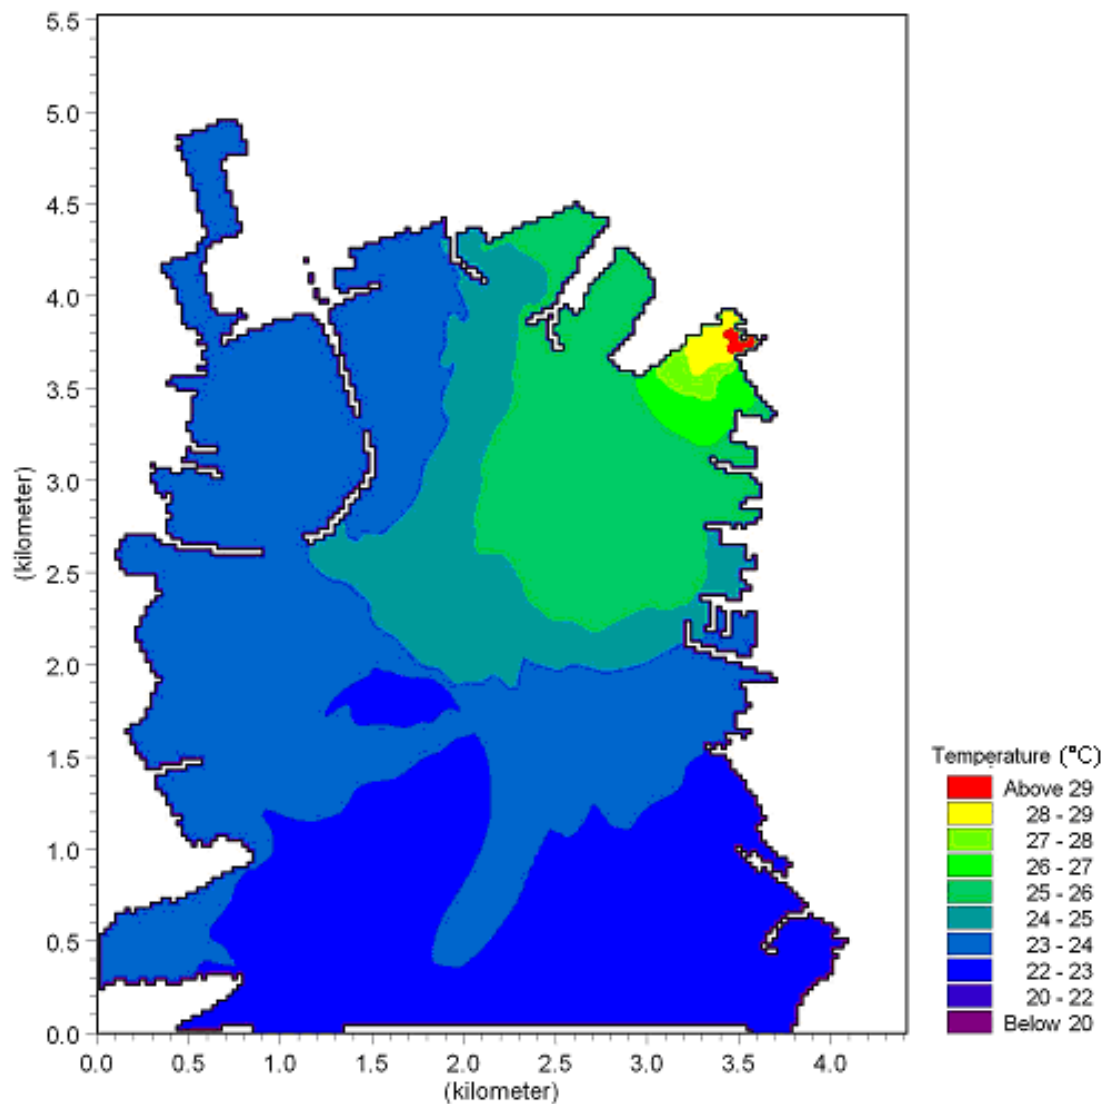 5.5
5.0
4.5
4.0
3.5
3.0
2.5
2.0
1.5
1.0
0.5
0.0
(kilometer)
0.0 0.5 1.0 1.5 2.0 2.5 3.0 3.5 4.0
(kilometer)
Temperature (°C)
Above 29
28 - 29
27 - 28
26 - 27
25 - 26
24 - 25
23 - 24
22 - 23
20 - 22
Below 20